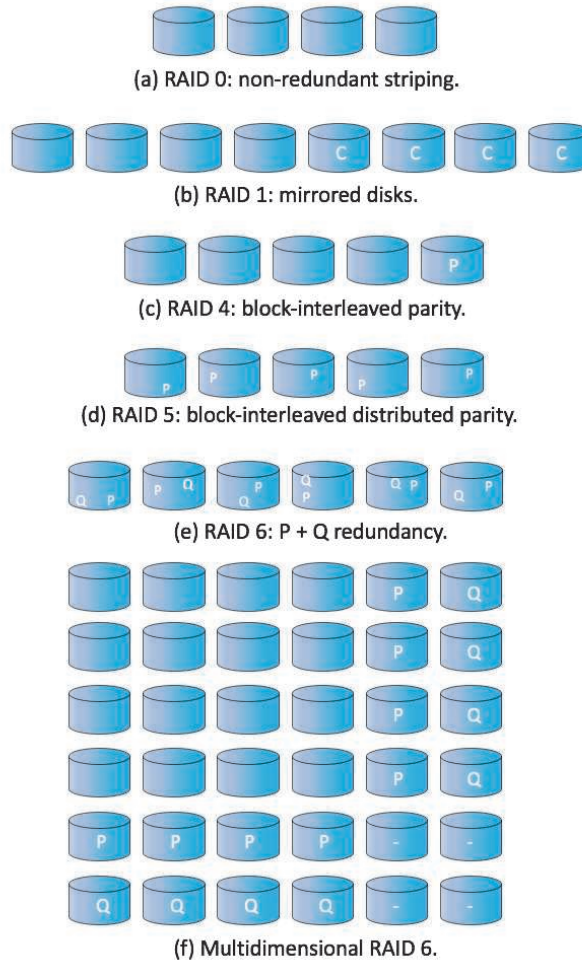 (a) RAID 0: non-redundant striping.
C C C C
(b) RAID 1: mirrored disks.
P
(c) RAID 4: block-interleaved parity.
P P P P P
(d) RAID 5: block-interleaved distributed parity.
Q P P Q Q P Q P Q P Q P
(e) RAID 6: P + Q redundancy.
P Q
P Q
P Q
P Q
P P P P - -
Q Q Q Q - -
(f) Multidimensional RAID 6.